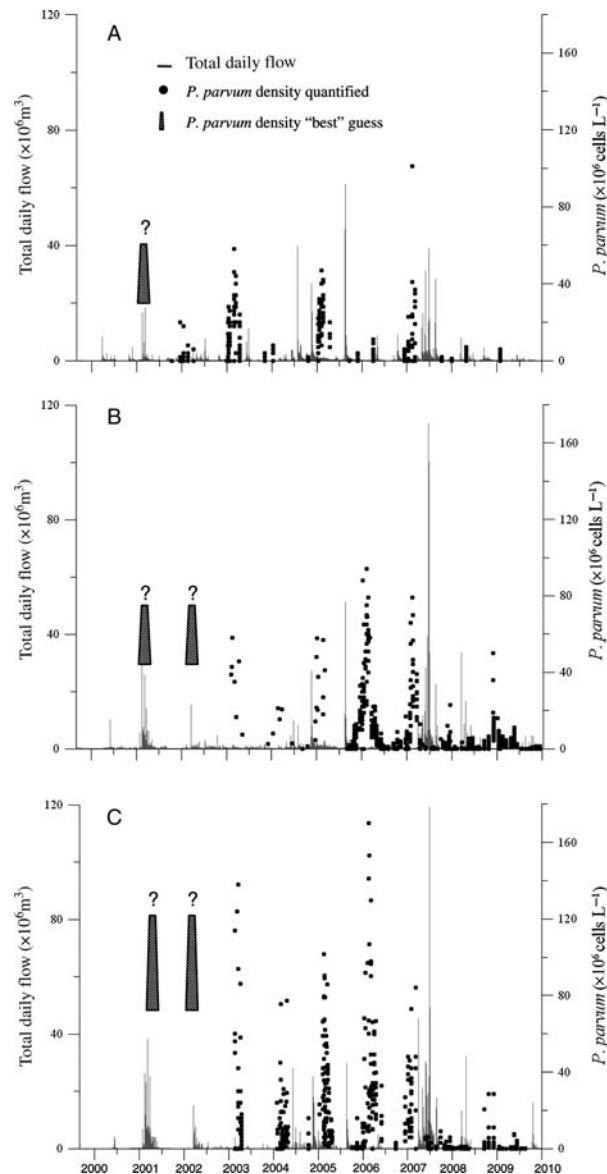 A
Total daily flow
P. parvum density quantified
P. parvum density “best” guess
120
80
40
0
Total daily flow (×10⁶m³)
160
120
80
40
0
P. parvum (×10⁶ cells L⁻¹)
?
B
120
80
40
0
Total daily flow (×10⁶m³)
160
120
80
40
0
P. parvum (×10⁶ cells L⁻¹)
? ?
C
120
80
40
0
Total daily flow (×10⁶m³)
160
120
80
40
0
P. parvum (×10⁶ cells L⁻¹)
? ?
2000 2001 2002 2003 2004 2005 2006 2007 2008 2009 2010